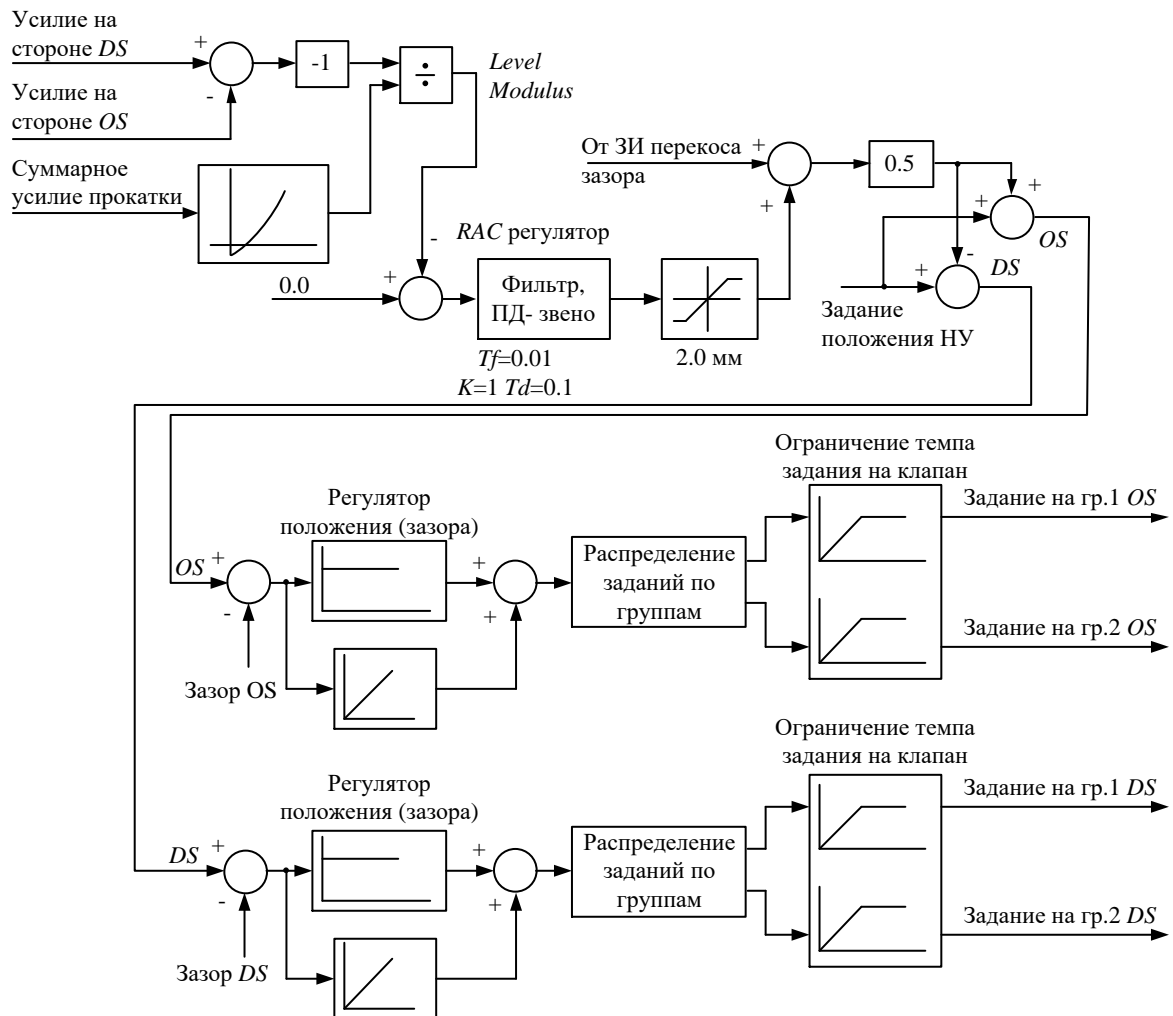 Усилие на
стороне DS
+
-
-1
÷
Level
Modulus
Усилие на
стороне OS
Суммарное
усилие прокатки
От ЗИ перекоса
зазора
+
+
0.5
+
+
OS
-
+
DS
Задание
положения НУ
-
RAC регулятор
0.0
+
Фильтр,
ПД- звено
Tf=0.01
K=1 Td=0.1
2.0 мм
Ограничение темпа
задания на клапан
Регулятор
положения (зазора)
Задание на гр.1 OS
OS
+
-
+
+
Распределение
заданий по
группам
Задание на гр.2 OS
Зазор OS
Ограничение темпа
задания на клапан
Регулятор
положения (зазора)
Задание на гр.1 DS
DS
+
-
+
+
Распределение
заданий по
группам
Задание на гр.2 DS
Зазор DS